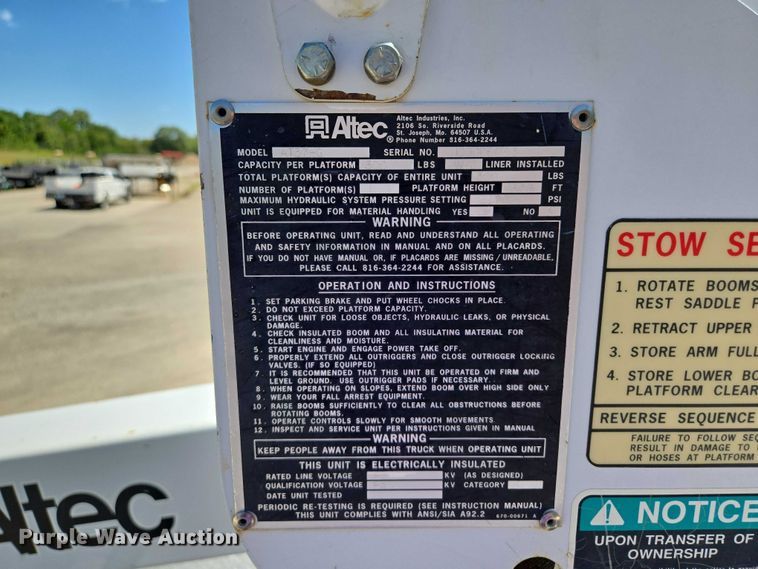 Altec
Altec Industries, Inc.
2106 So. Riverside Road
St. Joseph, Mo. 64507 U.S.A.
Phone Number 816-364-2244
MODEL SERIAL NO.
CAPACITY PER PLATFORM LBS LINER INSTALLED
TOTAL PLATFORM(S) CAPACITY OF ENTIRE UNIT LBS
NUMBER OF PLATFORM(S) PLATFORM HEIGHT FT
MAXIMUM HYDRAULIC SYSTEM PRESSURE SETTING PSI
UNIT IS EQUIPPED FOR MATERIAL HANDLING YES NO
WARNING
BEFORE OPERATING UNIT, READ AND UNDERSTAND ALL OPERATING
AND SAFETY INFORMATION IN MANUAL AND ON ALL PLACARDS.
IF YOU DO NOT HAVE MANUAL OR, IF PLACARDS ARE MISSING/UNREADABLE,
PLEASE CALL 816-364-2244 FOR ASSISTANCE.
OPERATION AND INSTRUCTIONS
1. SET PARKING BRAKE AND PUT WHEEL CHOCKS IN PLACE.
2. DO NOT EXCEED PLATFORM CAPACITY.
3. CHECK UNIT FOR LOOSE OBJECTS, HYDRAULIC LEAKS, OR PHYSICAL
DAMAGE.
4. CHECK INSULATED BOOM AND ALL INSULATING MATERIAL FOR
CLEANLINESS AND MOISTURE.
5. START ENGINE AND ENGAGE POWER TAKE OFF.
6. PROPERLY EXTEND ALL OUTRIGGERS AND CLOSE OUTRIGGER LOCKING
VALVES. (IF SO EQUIPPED)
7. IT IS RECOMMENDED THAT THIS UNIT BE OPERATED ON FIRM AND
LEVEL GROUND. USE OUTRIGGER PADS IF NECESSARY.
8. WHEN OPERATING ON SLOPES, EXTEND BOOM OVER HIGH SIDE ONLY
9. WEAR YOUR FALL ARREST EQUIPMENT.
10. RAISE BOOMS SUFFICIENTLY TO CLEAR ALL OBSTRUCTIONS BEFORE
ROTATING BOOMS.
11. OPERATE CONTROLS SLOWLY FOR SMOOTH MOVEMENTS.
12. INSPECT AND SERVICE UNIT PER INSTRUCTIONS GIVEN IN MANUAL
WARNING
KEEP PEOPLE AWAY FROM THIS TRUCK WHEN OPERATING UNIT
THIS UNIT IS ELECTRICALLY INSULATED
RATED LINE VOLTAGE KV (AS DESIGNED)
QUALIFICATION VOLTAGE KV CATEGORY
DATE UNIT TESTED
PERIODIC RE-TESTING IS REQUIRED (SEE INSTRUCTION MANUAL)
THIS UNIT COMPLIES WITH ANSI/SIA A92.2 670-00671 A
STOW SE
1. ROTATE BOOMS
REST SADDLE
2. RETRACT UPPER
3. STORE ARM FULL
4. STORE LOWER BO
PLATFORM CLEAR
REVERSE SEQUENCE
FAILURE TO FOLLOW SEQ
RESULT IN DAMAGE TO
OR HOSES AT PLATFORM
NOTICE
UPON TRANSFER OF
OWNERSHIP
Altec
Purple Wave Auction